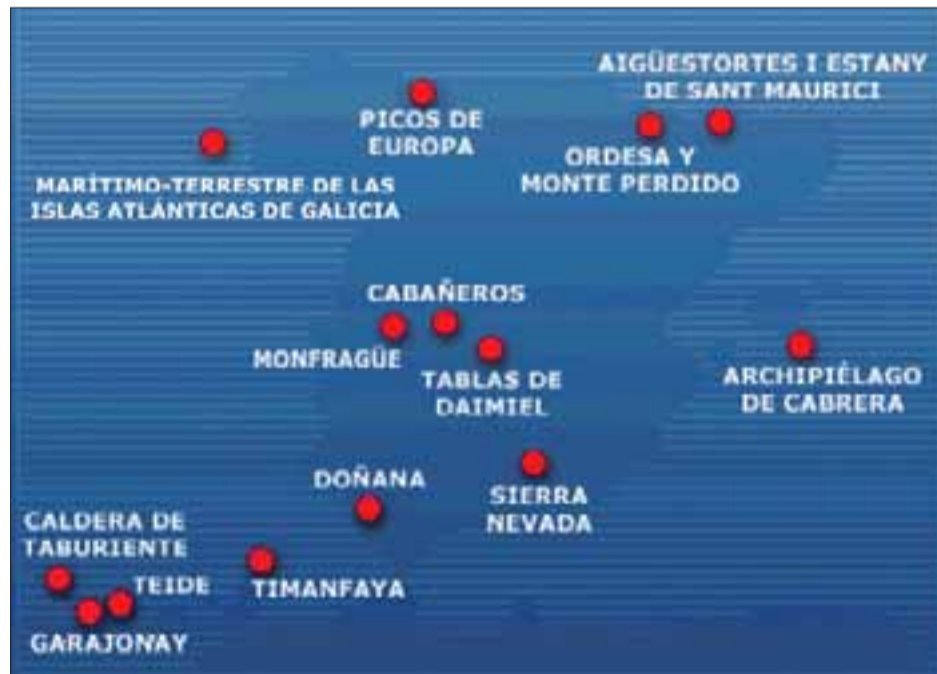 AIGÜESTORTES I ESTANY
DE SANT MAURICI
PICOS DE
EUROPA
ORDESA Y
MONTE PERDIDO
MARÍTIMO-TERRESTRE DE LAS
ISLAS ATLÁNTICAS DE GALICIA
CABAÑEROS
MONFRAGÜE
TABLAS DE
DAIMIEL
ARCHIPIÉLAGO
DE CABRERA
DOÑANA
SIERRA
NEVADA
CALDERA DE
TABURIENTE
TEIDE
TIMANFAYA
GARAJONAY